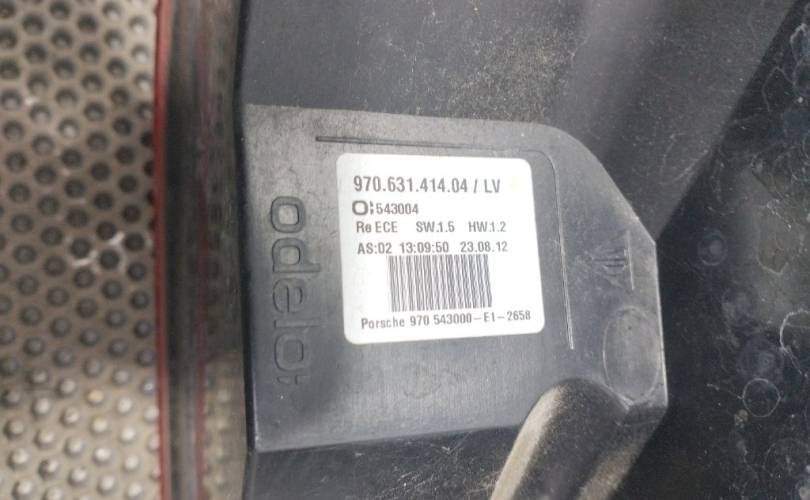 970.631.414.04 / LV
O: 543004
Re ECE SW.1.5 HW.1.2
AS:02 13:09:50 23.08.12
Porsche 970 543000-E1-2658
odelo: